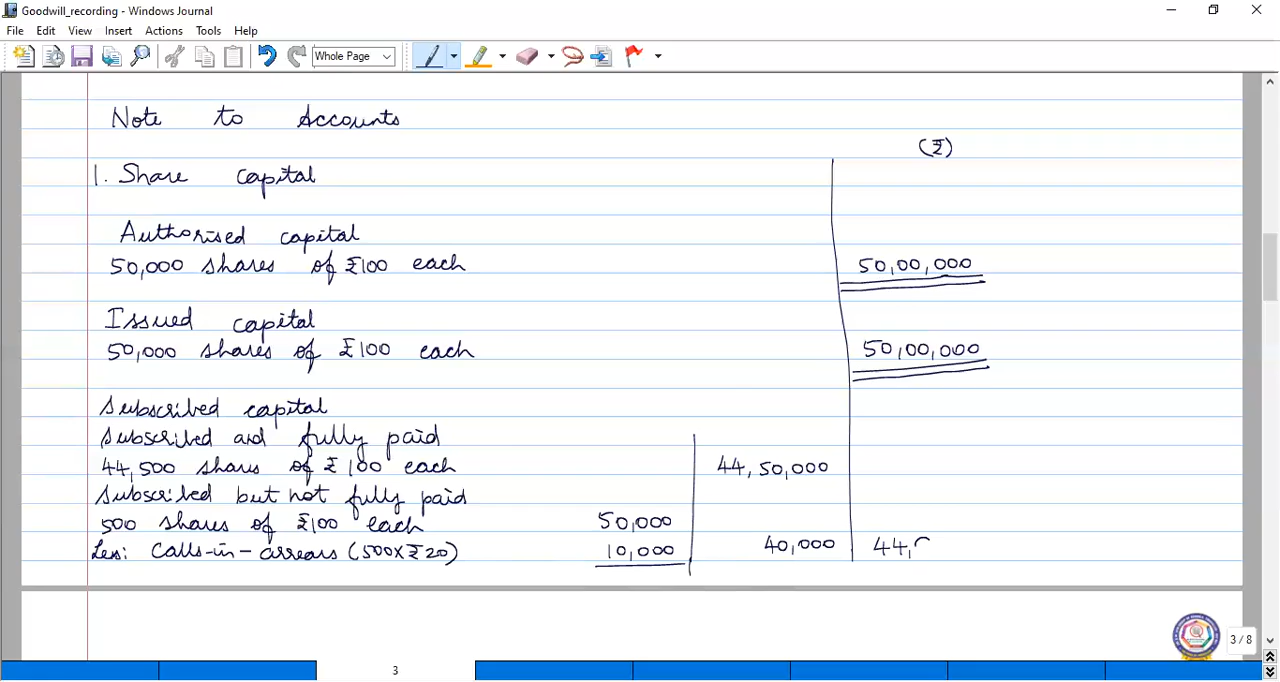 Goodwill_recording - Windows Journal
File Edit View Insert Actions Tools Help
Whole Page
Note to Accounts
(₹)
1. Share capital
Authorised capital
50,000 shares of ₹100 each 50,00,000
Issued capital
50,000 shares of ₹100 each 50,00,000
Subscribed capital
Subscribed and fully paid
44,500 shares of ₹100 each 44,50,000
Subscribed but not fully paid
500 shares of ₹100 each 50,000
Less: Calls-in-arrears (500x₹20) 10,000 40,000 44,
3 / 8
3